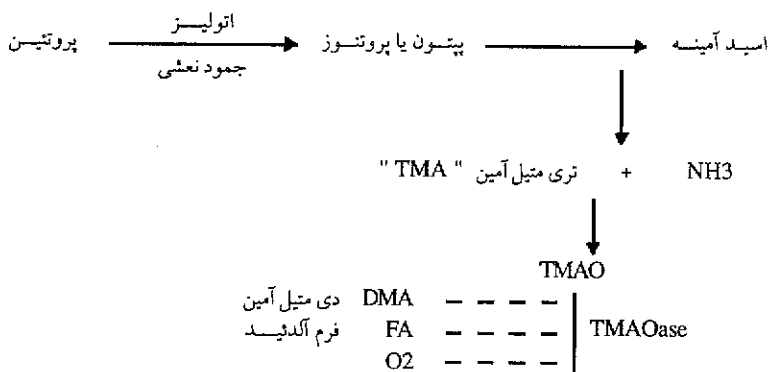 اتولیز
پروتئین
پپتون یا پروتئوز
اسید آمینه
جمود نعشی
تری متیل آمین " TMA " + NH3
TMAO
دی متیل آمین DMA
TMAOase
فرم آلدئید FA
O2